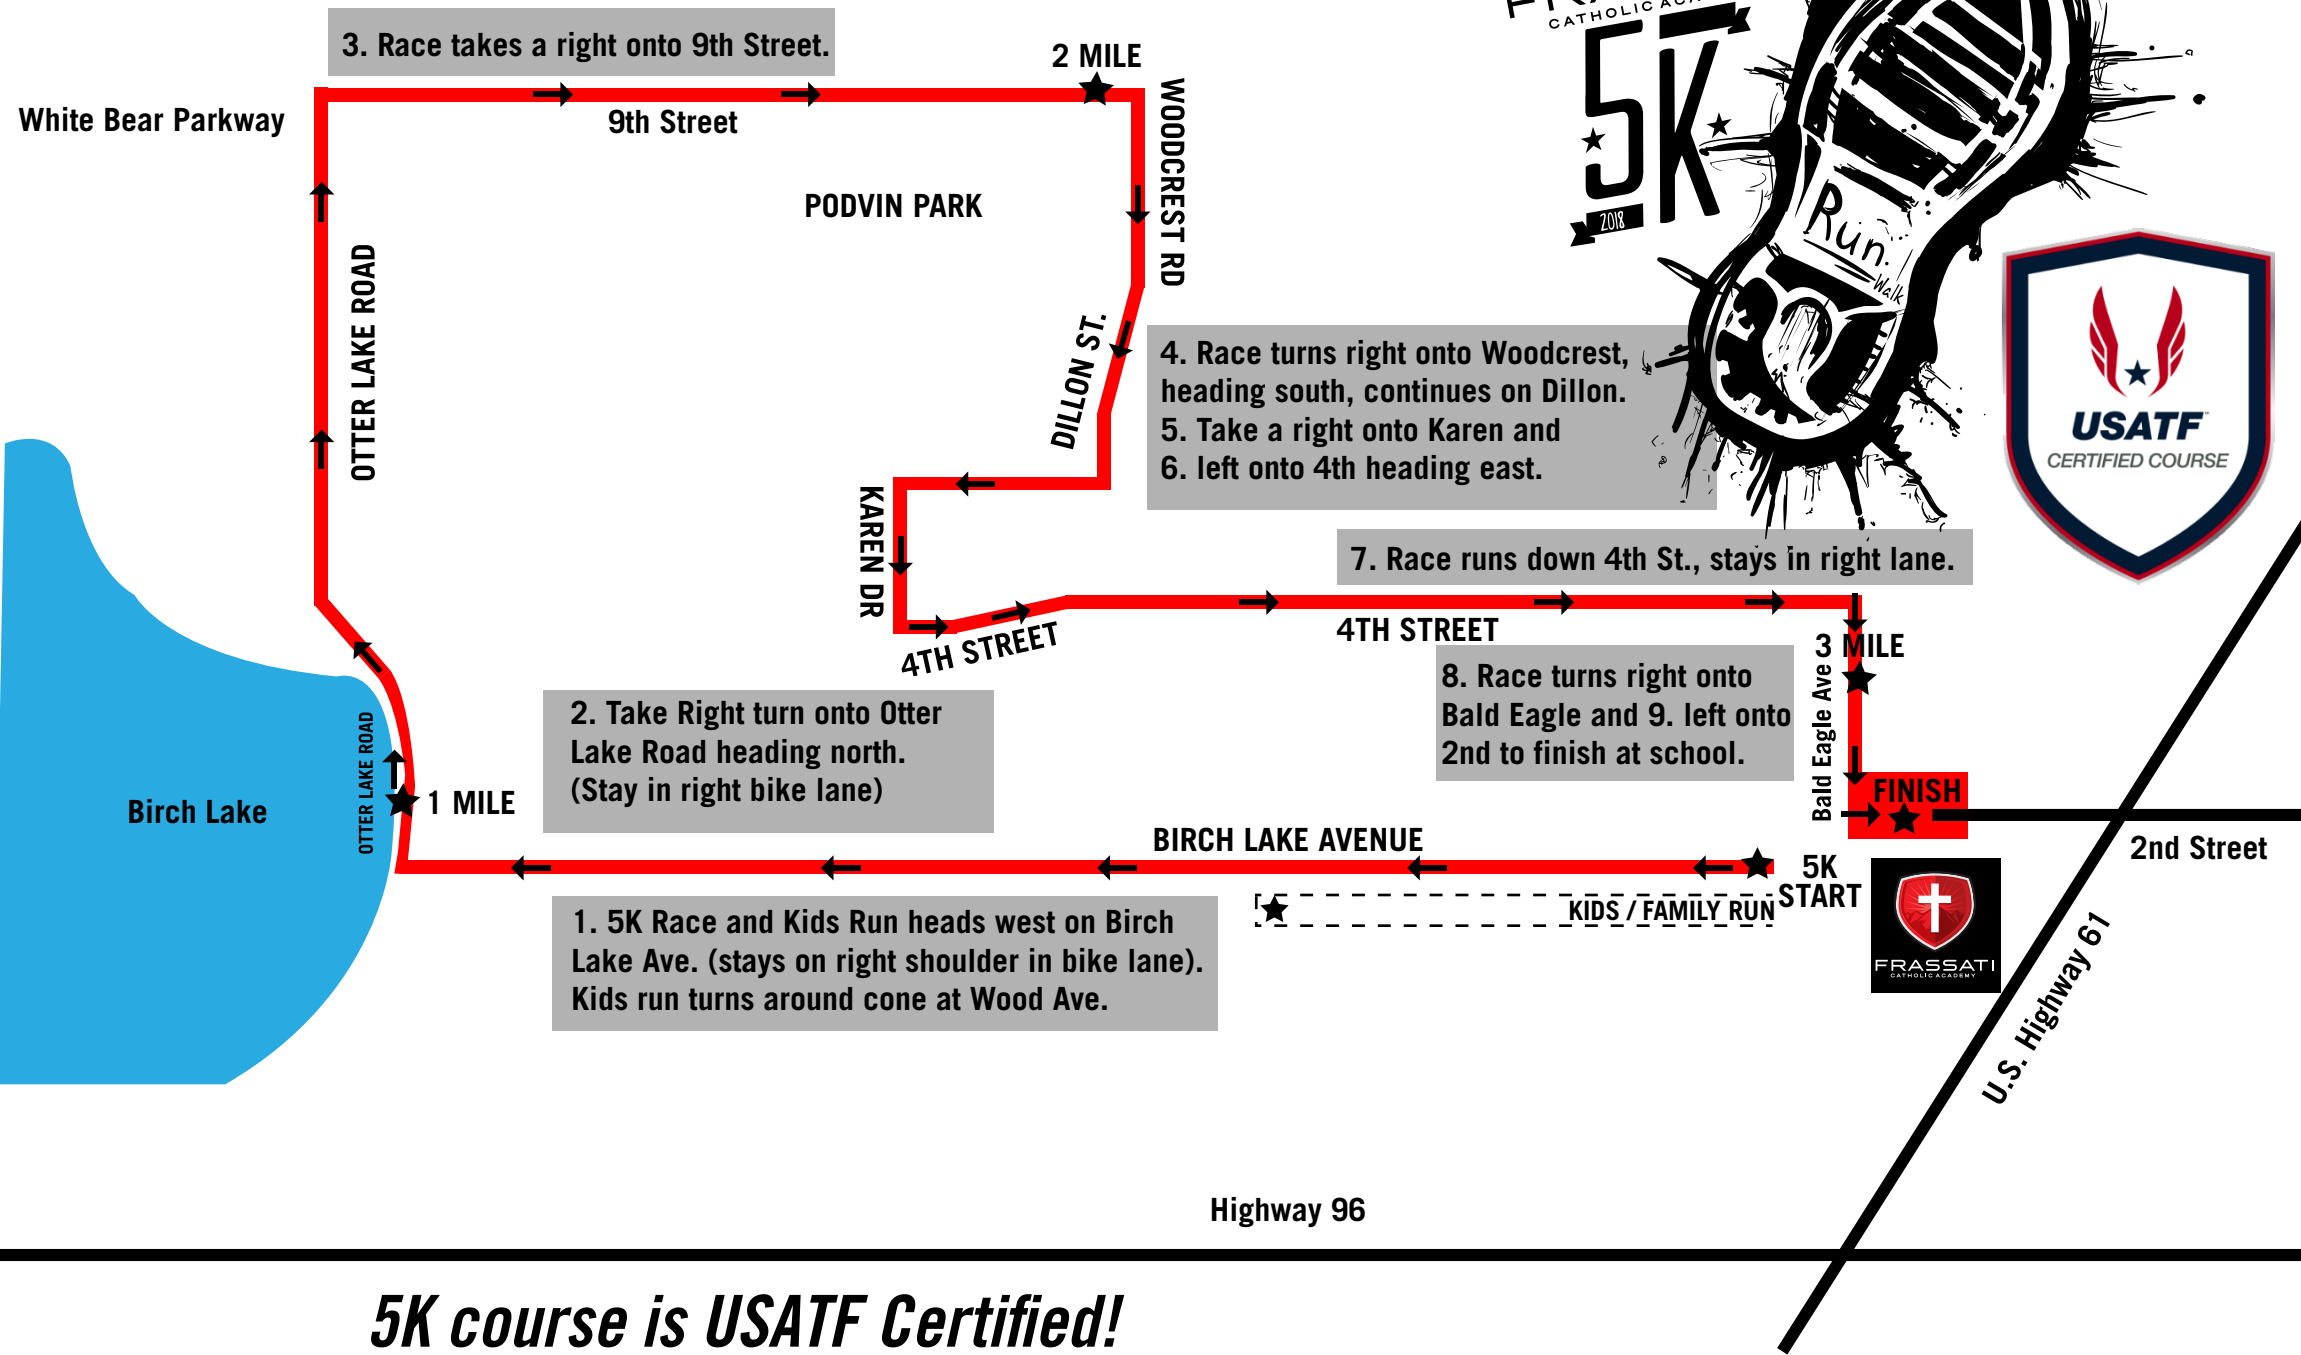 CATHOLIC
5K
2018
Run.
Walk
3. Race takes a right onto 9th Street.
2 MILE
White Bear Parkway
9th Street
WOODCREST RD
PODVIN PARK
OTTER LAKE ROAD
DILLON ST.
4. Race turns right onto Woodcrest,
heading south, continues on Dillon.
5. Take a right onto Karen and
6. left onto 4th heading east.
USATF
CERTIFIED COURSE
KAREN DR
7. Race runs down 4th St., stays in right lane.
4TH STREET
4TH STREET
3 MILE
Bald Eagle Ave
8. Race turns right onto
Bald Eagle and 9. left onto
2nd to finish at school.
2. Take Right turn onto Otter
Lake Road heading north.
(Stay in right bike lane)
OTTER LAKE ROAD
Birch Lake
1 MILE
FINISH
BIRCH LAKE AVENUE
2nd Street
5K
START
KIDS / FAMILY RUN
1. 5K Race and Kids Run heads west on Birch
Lake Ave. (stays on right shoulder in bike lane).
Kids run turns around cone at Wood Ave.
FRASSATI
CATHOLIC ACADEMY
U.S. Highway 61
Highway 96
5K course is USATF Certified!